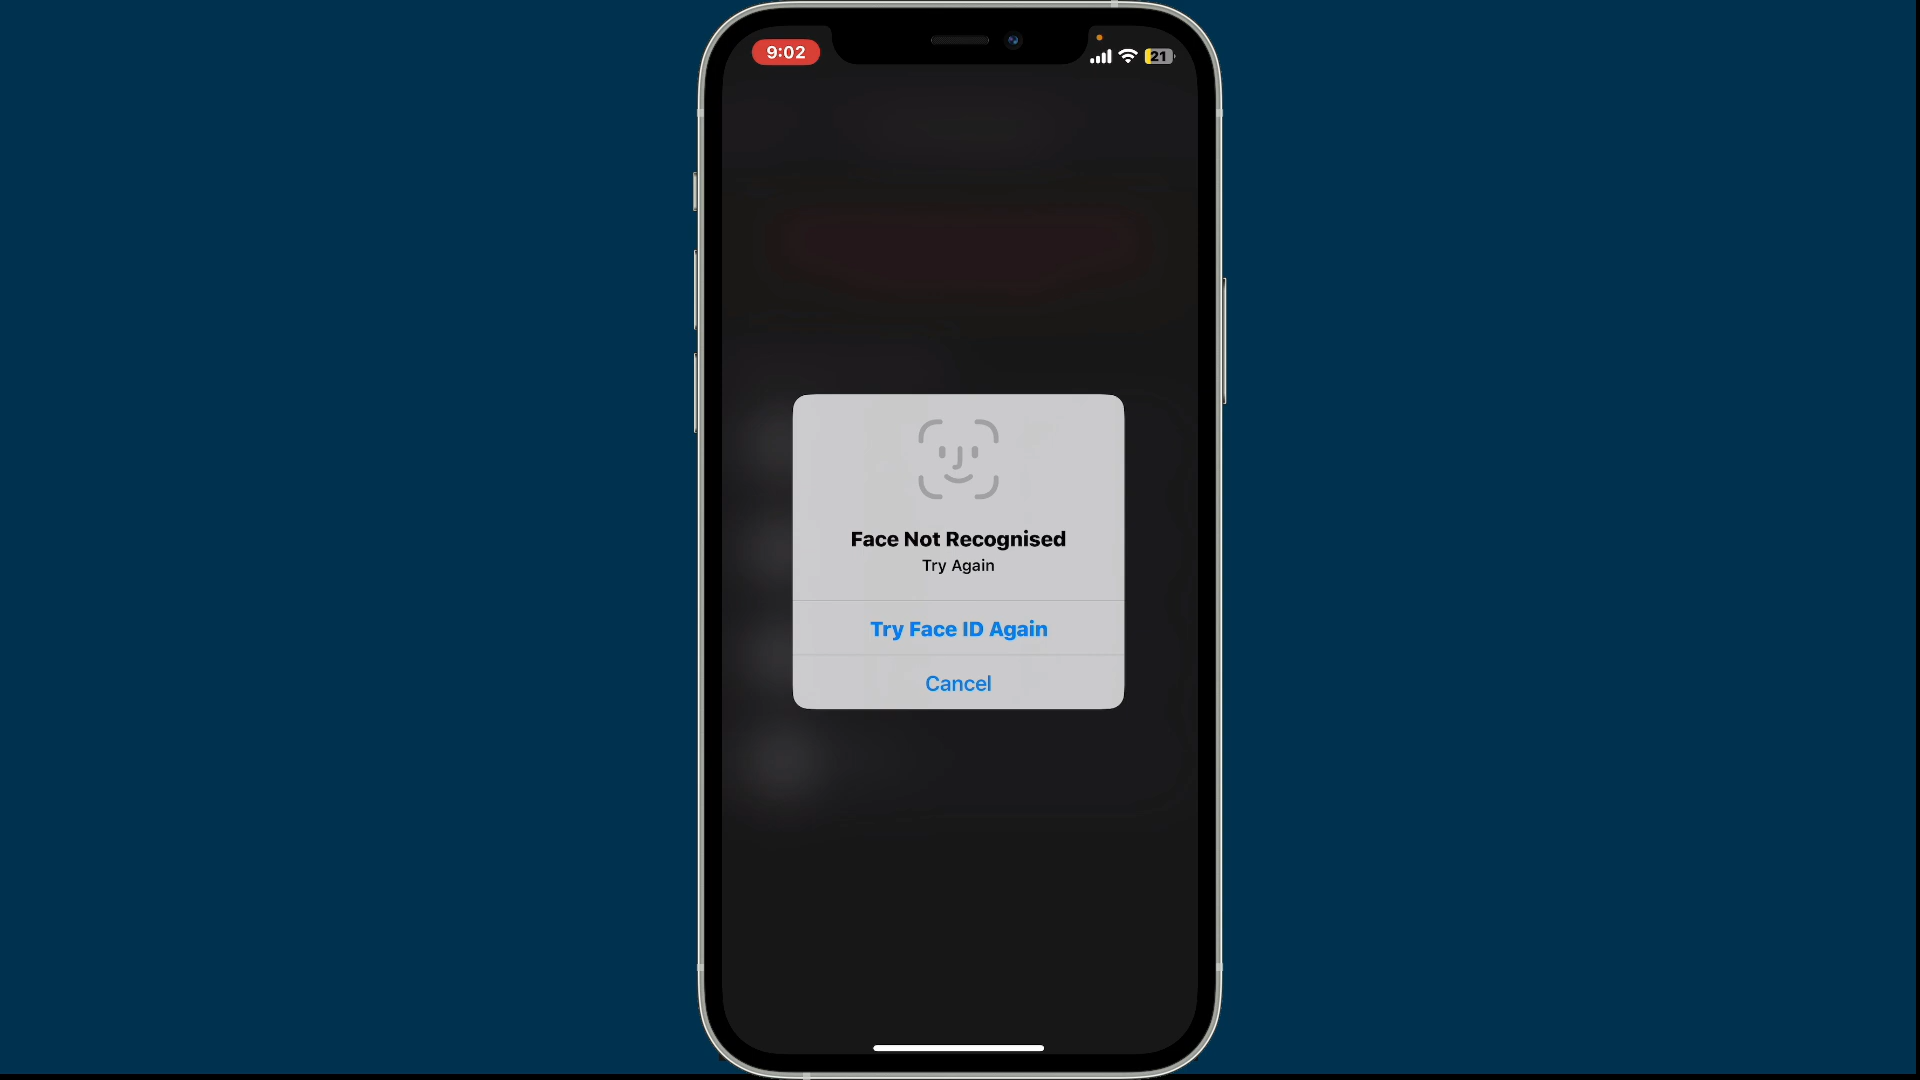 9:02
21
Face Not Recognised
Try Again
Try Face ID Again
Cancel